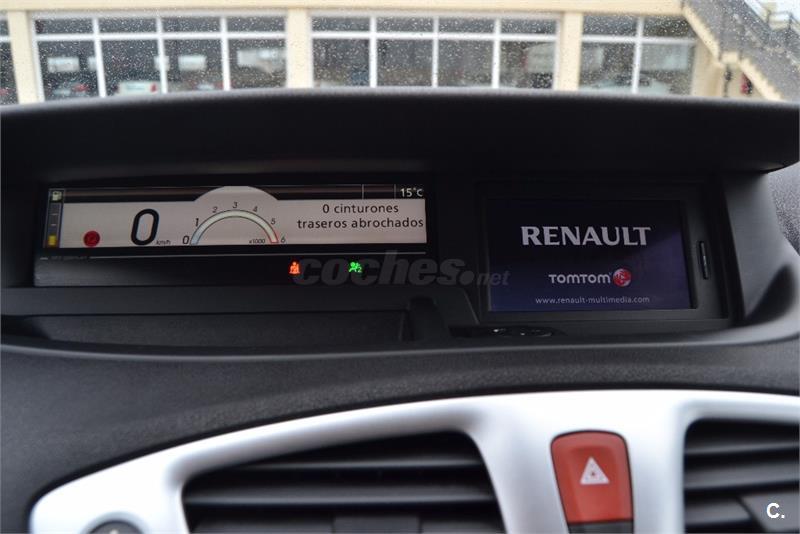 15°C
0 cinturones
traseros abrochados
0
km/h
0 1 2 3 4 5 6
x1000
coches.net
2
RENAULT
TOMTOM
www.renault-multimedia.com
C.